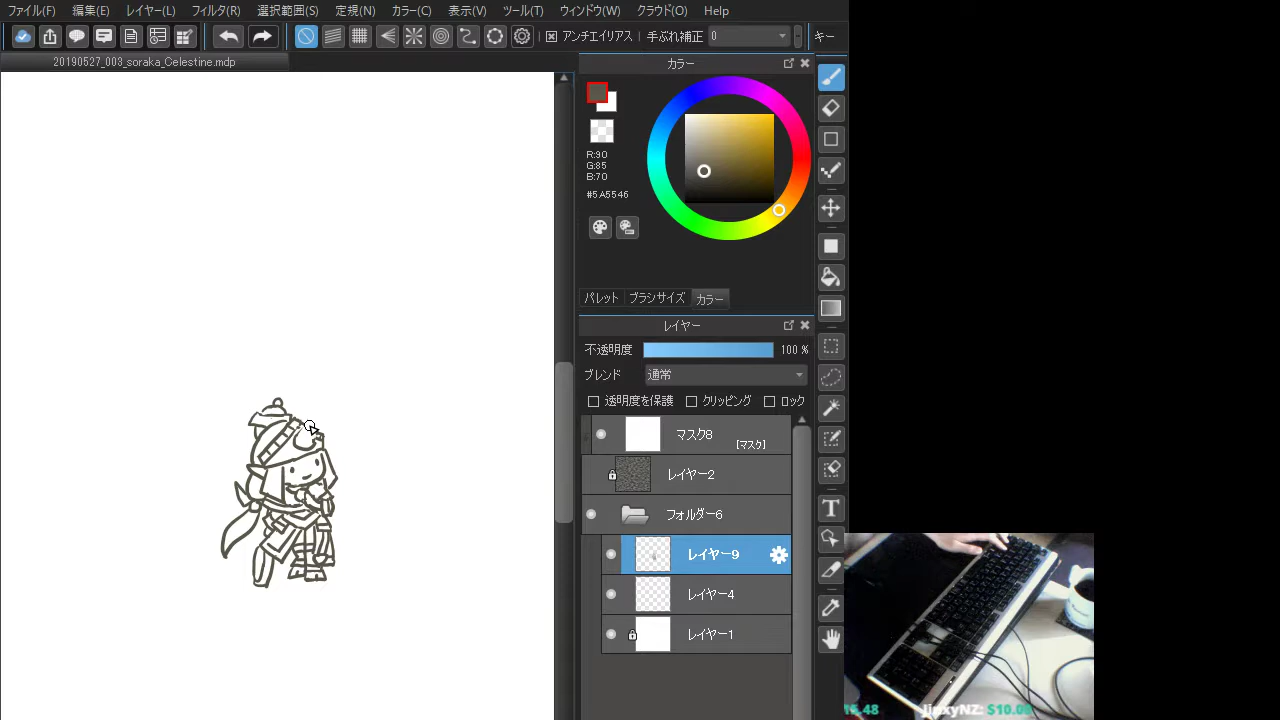 ファイル(F) 編集(E) レイヤー(L) フィルタ(R) 選択範囲(S) 定規(N) カラー(C) 表示(V) ツール(T) ウィンドウ(W) クラウド(O) Help
アンチエイリアス 手ぶれ補正 0 キー
20190527_003_soraka_Celestine.mdp
カラー
R:90
G:85
B:70
#5A5546
パレット ブラシサイズ カラー
レイヤー
不透明度 100 %
ブレンド 通常
透明度を保護 クリッピング ロック
マスク8
[マスク]
レイヤー2
フォルダー6
レイヤー9
レイヤー4
レイヤー1
T
JinxyNZ: $10.00